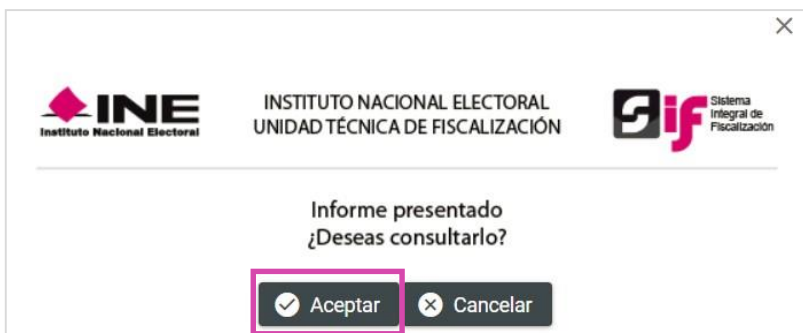 INE
Instituto Nacional Electoral
INSTITUTO NACIONAL ELECTORAL
UNIDAD TÉCNICA DE FISCALIZACIÓN
Sif
Sistema
Integral de
Fiscalización
Informe presentado
¿Deseas consultarlo?
Aceptar
Cancelar